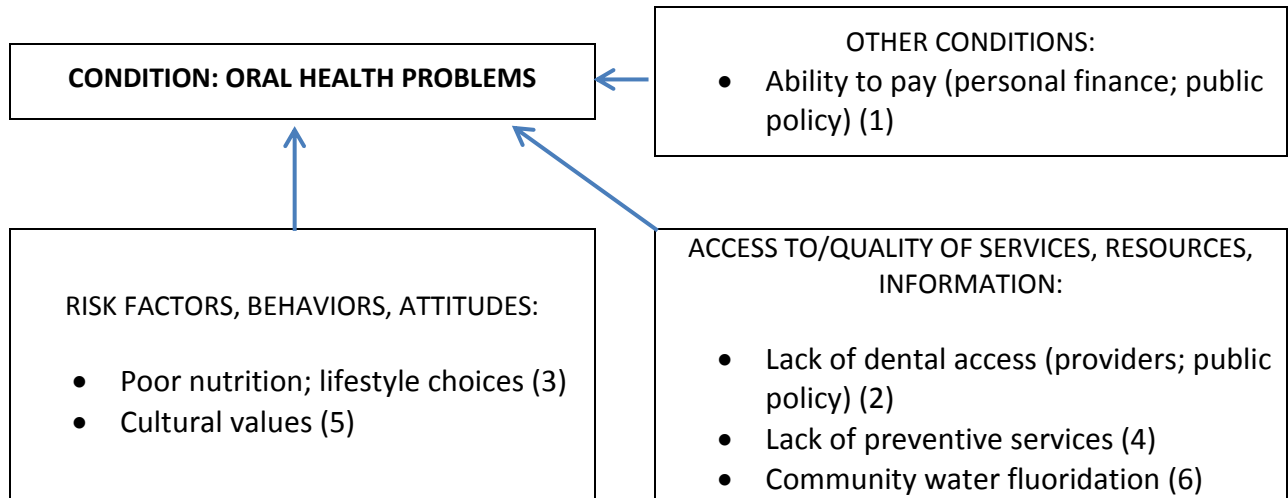 CONDITION: ORAL HEALTH PROBLEMS
OTHER CONDITIONS:
• Ability to pay (personal finance; public
policy) (1)
RISK FACTORS, BEHAVIORS, ATTITUDES:
• Poor nutrition; lifestyle choices (3)
• Cultural values (5)
ACCESS TO/QUALITY OF SERVICES, RESOURCES,
INFORMATION:
• Lack of dental access (providers; public
policy) (2)
• Lack of preventive services (4)
• Community water fluoridation (6)